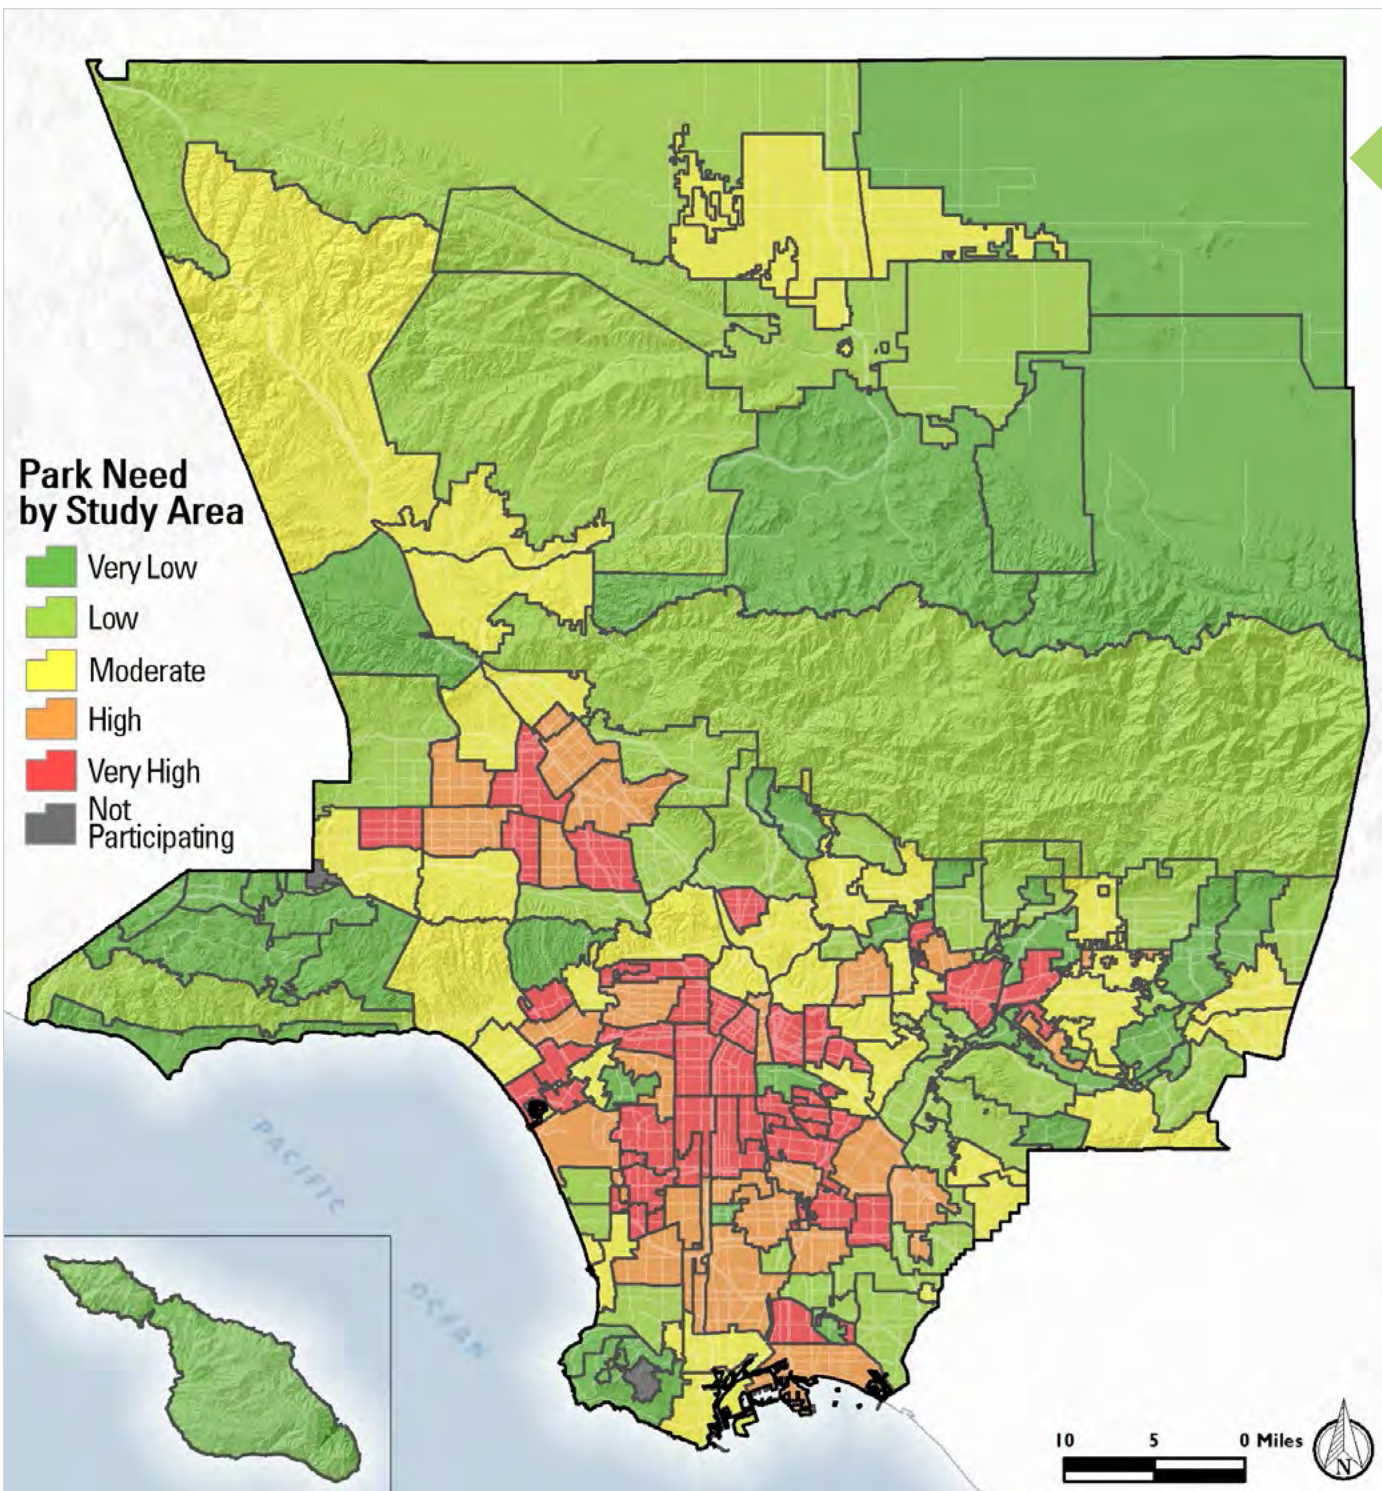 Park Need
by Study Area
Very Low
Low
Moderate
High
Very High
Not
Participating
PACIFIC
OCEAN
10 5 0 Miles
N